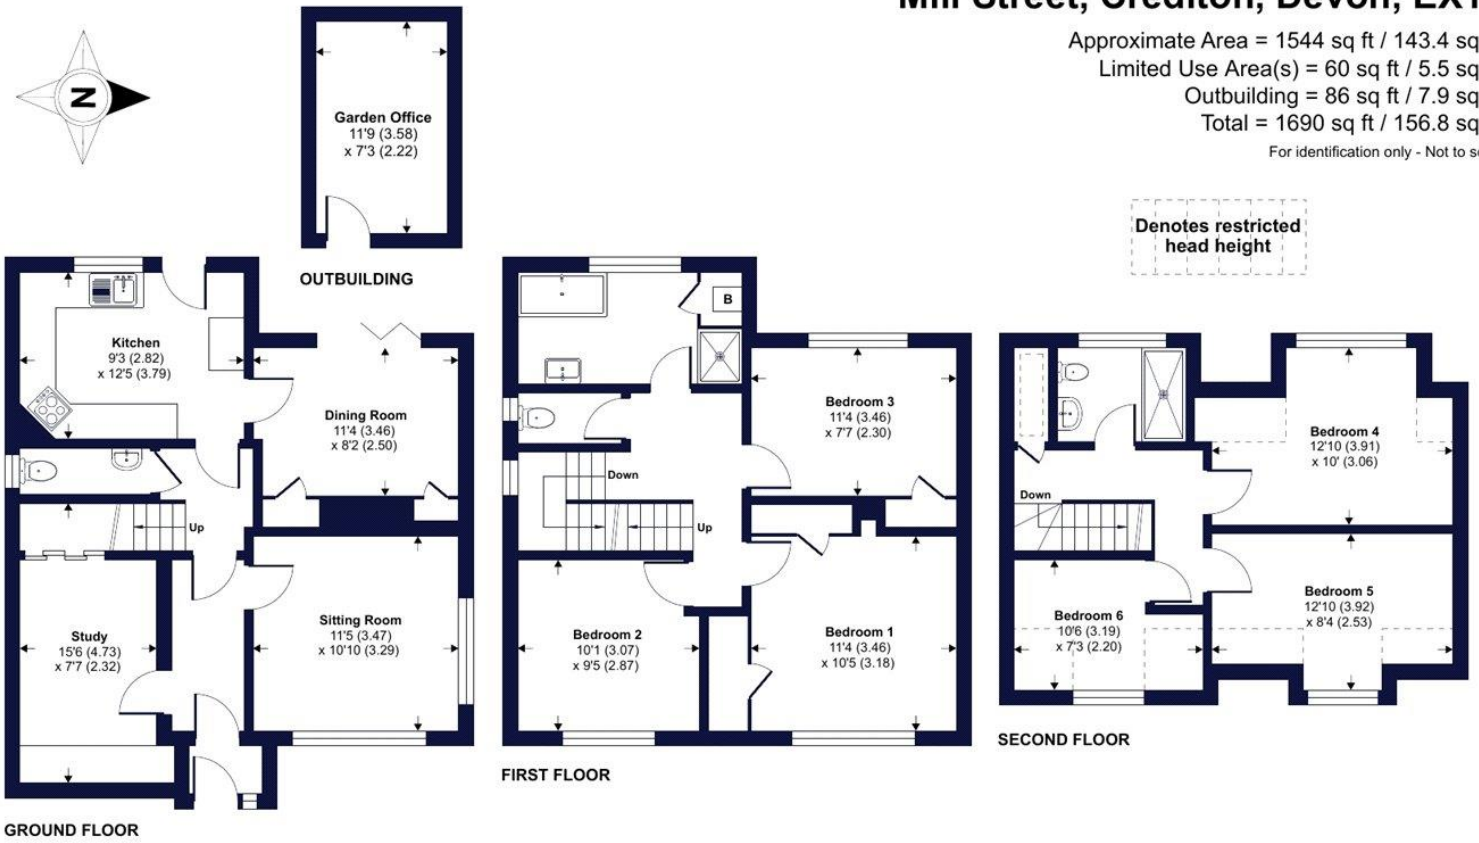 Mill Street, Crediton, Devon, EX1
Approximate Area = 1544 sq ft / 143.4 sq
Limited Use Area(s) = 60 sq ft / 5.5 sq
Outbuilding = 86 sq ft / 7.9 sq
Total = 1690 sq ft / 156.8 sq
For identification only - Not to s
N
Garden Office
11'9 (3.58)
x 7'3 (2.22)
OUTBUILDING
Denotes restricted
head height
Kitchen
9'3 (2.82)
x 12'5 (3.79)
Dining Room
11'4 (3.46)
x 8'2 (2.50)
Up
Study
15'6 (4.73)
x 7'7 (2.32)
Sitting Room
11'5 (3.47)
x 10'10 (3.29)
GROUND FLOOR
B
Bedroom 3
11'4 (3.46)
x 7'7 (2.30)
Down
Up
Bedroom 2
10'1 (3.07)
x 9'5 (2.87)
Bedroom 1
11'4 (3.46)
x 10'5 (3.18)
FIRST FLOOR
Bedroom 4
12'10 (3.91)
x 10' (3.06)
Down
Bedroom 5
12'10 (3.92)
x 8'4 (2.53)
Bedroom 6
10'6 (3.19)
x 7'3 (2.20)
SECOND FLOOR